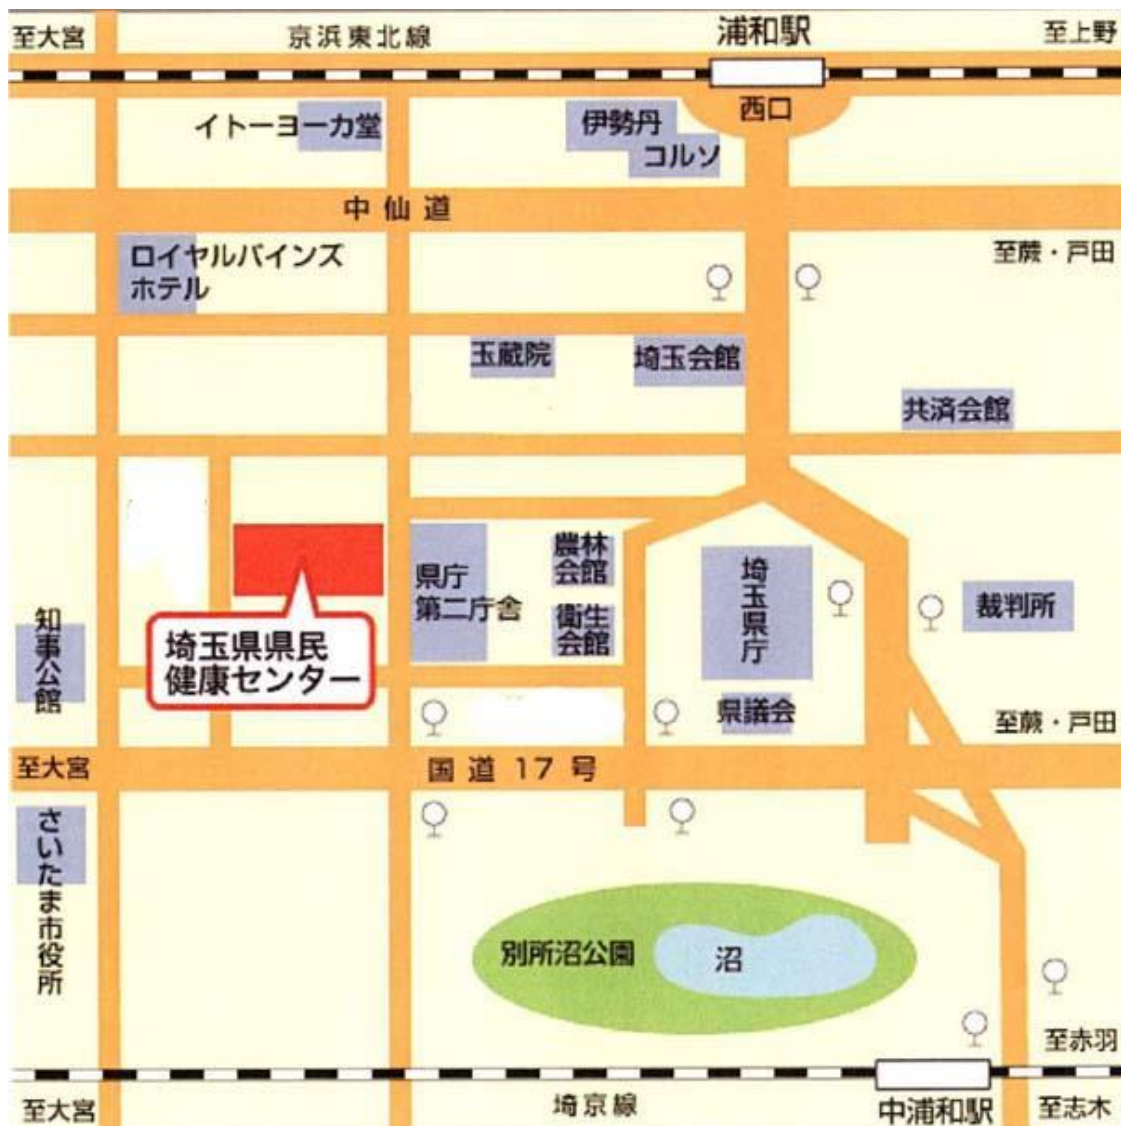 至大宮
京浜東北線
浦和駅
至上野
西口
イトーヨーカ堂
伊勢丹
コルソ
中仙道
ロイヤルパインズ
ホテル
至蕨・戸田
玉蔵院
埼玉会館
共済会館
県庁
第二庁舎
農林
会館
衛生
会館
埼玉県庁
裁判所
知事公館
埼玉県県民
健康センター
県議会
至蕨・戸田
至大宮
国道17号
さいたま市役所
別所沼公園
沼
至赤羽
至大宮
埼京線
中浦和駅
至志木